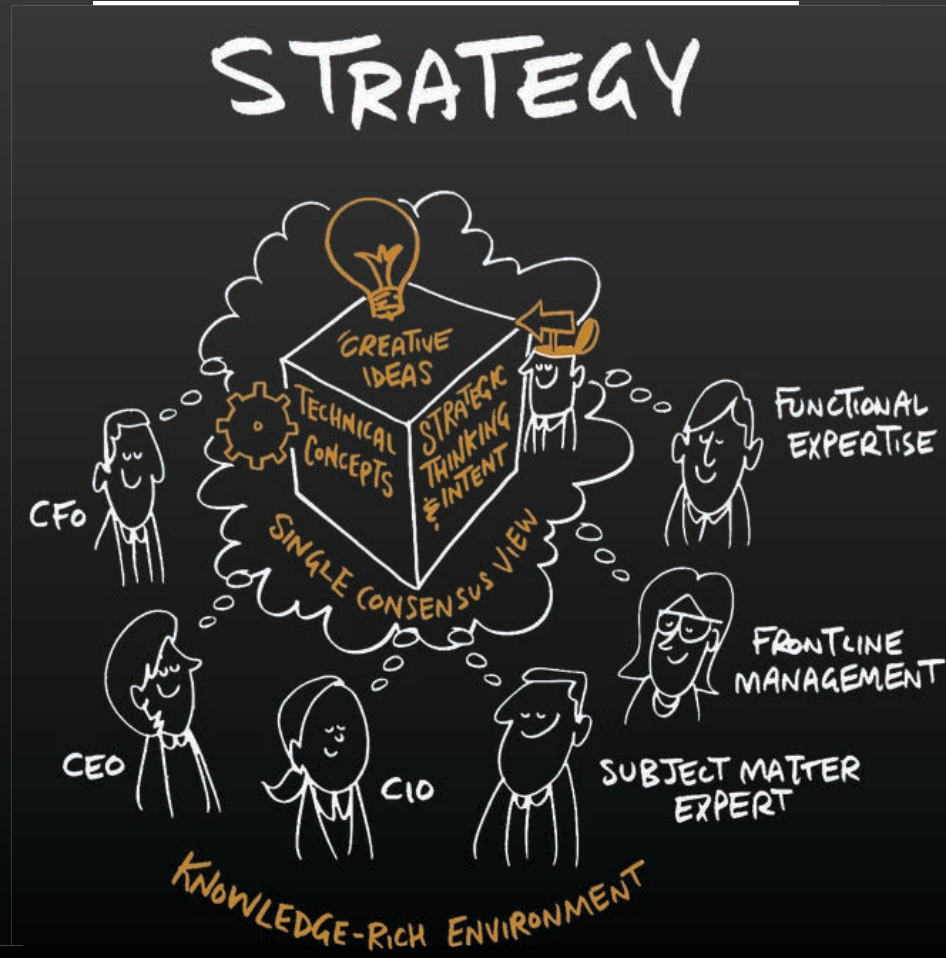 STRATEGY
CREATIVE
IDEAS
TECHNICAL
CONCEPTS
STRATEGIC
THINKING
& INTENT
SINGLE CONSENSUS VIEW
FUNCTIONAL
EXPERTISE
CFO
FRONTLINE
MANAGEMENT
CEO
CIO
SUBJECT MATTER
EXPERT
KNOWLEDGE-RICH ENVIRONMENT